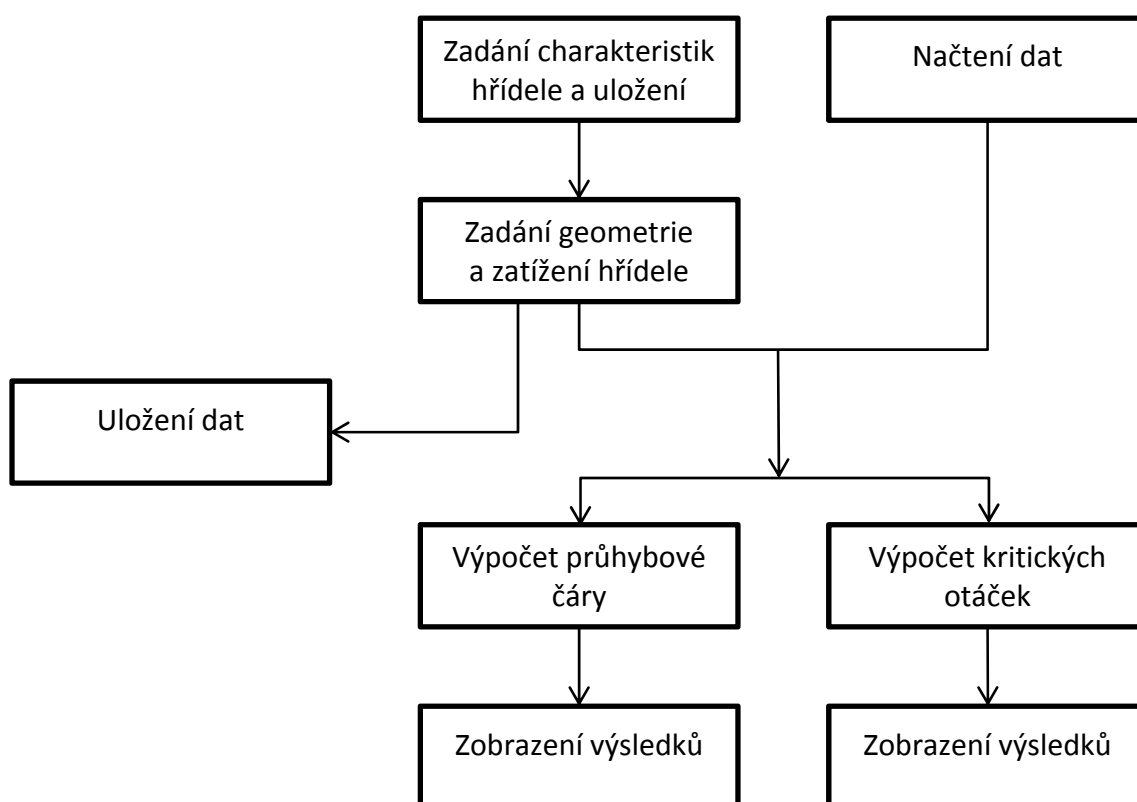 Zadání charakteristik
hřídele a uložení
Načtení dat
Zadání geometrie
a zatížení hřídele
Uložení dat
Výpočet průhybové
čáry
Výpočet kritických
otáček
Zobrazení výsledků
Zobrazení výsledků